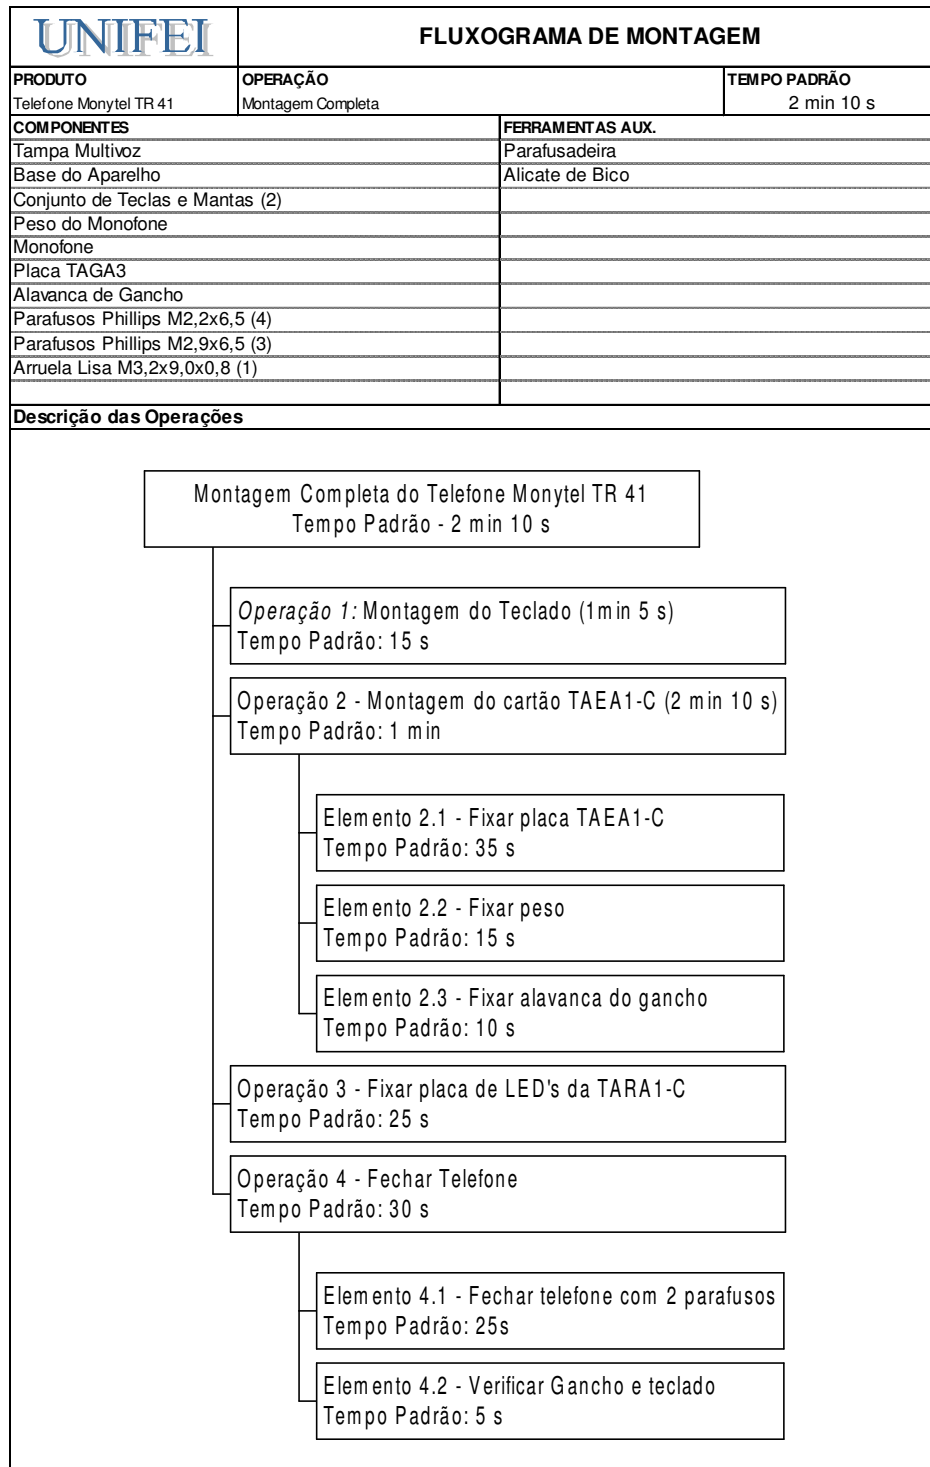 UNIFEI
FLUXOGRAMA DE MONTAGEM
PRODUTO
OPERAÇÃO
TEMPO PADRÃO
Telefone Monytel TR 41
Montagem Completa
2 min 10 s
COMPONENTES
FERRAMENTAS AUX.
Tampa Multivoz
Parafusadeira
Base do Aparelho
Alicate de Bico
Conjunto de Teclas e Mantas (2)
Peso do Monofone
Monofone
Placa TAGA3
Alavanca de Gancho
Parafusos Phillips M2,2x6,5 (4)
Parafusos Phillips M2,9x6,5 (3)
Arruela Lisa M3,2x9,0x0,8 (1)
Descrição das Operações
Montagem Completa do Telefone Monytel TR 41
Tempo Padrão - 2 min 10 s
Operação 1: Montagem do Teclado (1min 5 s)
Tempo Padrão: 15 s
Operação 2 - Montagem do cartão TAEA1-C (2 min 10 s)
Tempo Padrão: 1 min
Elemento 2.1 - Fixar placa TAEA1-C
Tempo Padrão: 35 s
Elemento 2.2 - Fixar peso
Tempo Padrão: 15 s
Elemento 2.3 - Fixar alavanca do gancho
Tempo Padrão: 10 s
Operação 3 - Fixar placa de LED's da TARA1-C
Tempo Padrão: 25 s
Operação 4 - Fechar Telefone
Tempo Padrão: 30 s
Elemento 4.1 - Fechar telefone com 2 parafusos
Tempo Padrão: 25s
Elemento 4.2 - Verificar Gancho e teclado
Tempo Padrão: 5 s